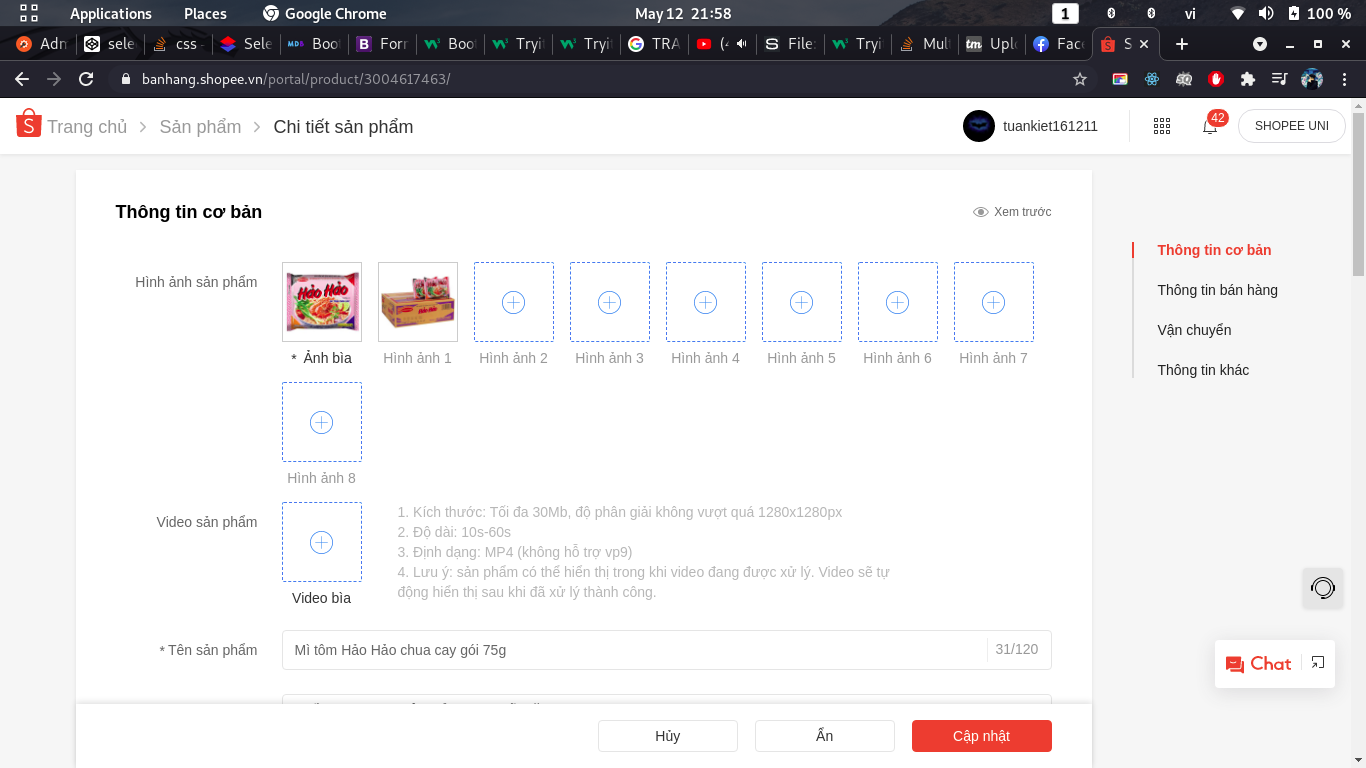 Applications Places Google Chrome May 12 21:58 1 vi 100 %
Adn sele css - Sele MDB Boo B Forr Boo Tryi Tryi TRA (4 File: Tryi Mult tm Uplo Face S
banhang.shopee.vn/portal/product/3004617463/
Trang chủ Sản phẩm Chi tiết sản phẩm tuankiet161211 42 SHOPEE UNI
Thông tin cơ bản Xem trước
Thông tin cơ bản
Thông tin bán hàng
Vận chuyển
Thông tin khác
Hình ảnh sản phẩm
Hảo Hảo
* Ảnh bìa Hình ảnh 1 Hình ảnh 2 Hình ảnh 3 Hình ảnh 4 Hình ảnh 5 Hình ảnh 6 Hình ảnh 7
Hình ảnh 8
Video sản phẩm
1. Kích thước: Tối đa 30Mb, độ phân giải không vượt quá 1280x1280px
2. Độ dài: 10s-60s
3. Định dạng: MP4 (không hỗ trợ vp9)
4. Lưu ý: sản phẩm có thể hiển thị trong khi video đang được xử lý. Video sẽ tự
động hiển thị sau khi đã xử lý thành công.
Video bìa
* Tên sản phẩm Mì tôm Hảo Hảo chua cay gói 75g 31/120
Chat
Hủy Ẩn Cập nhật